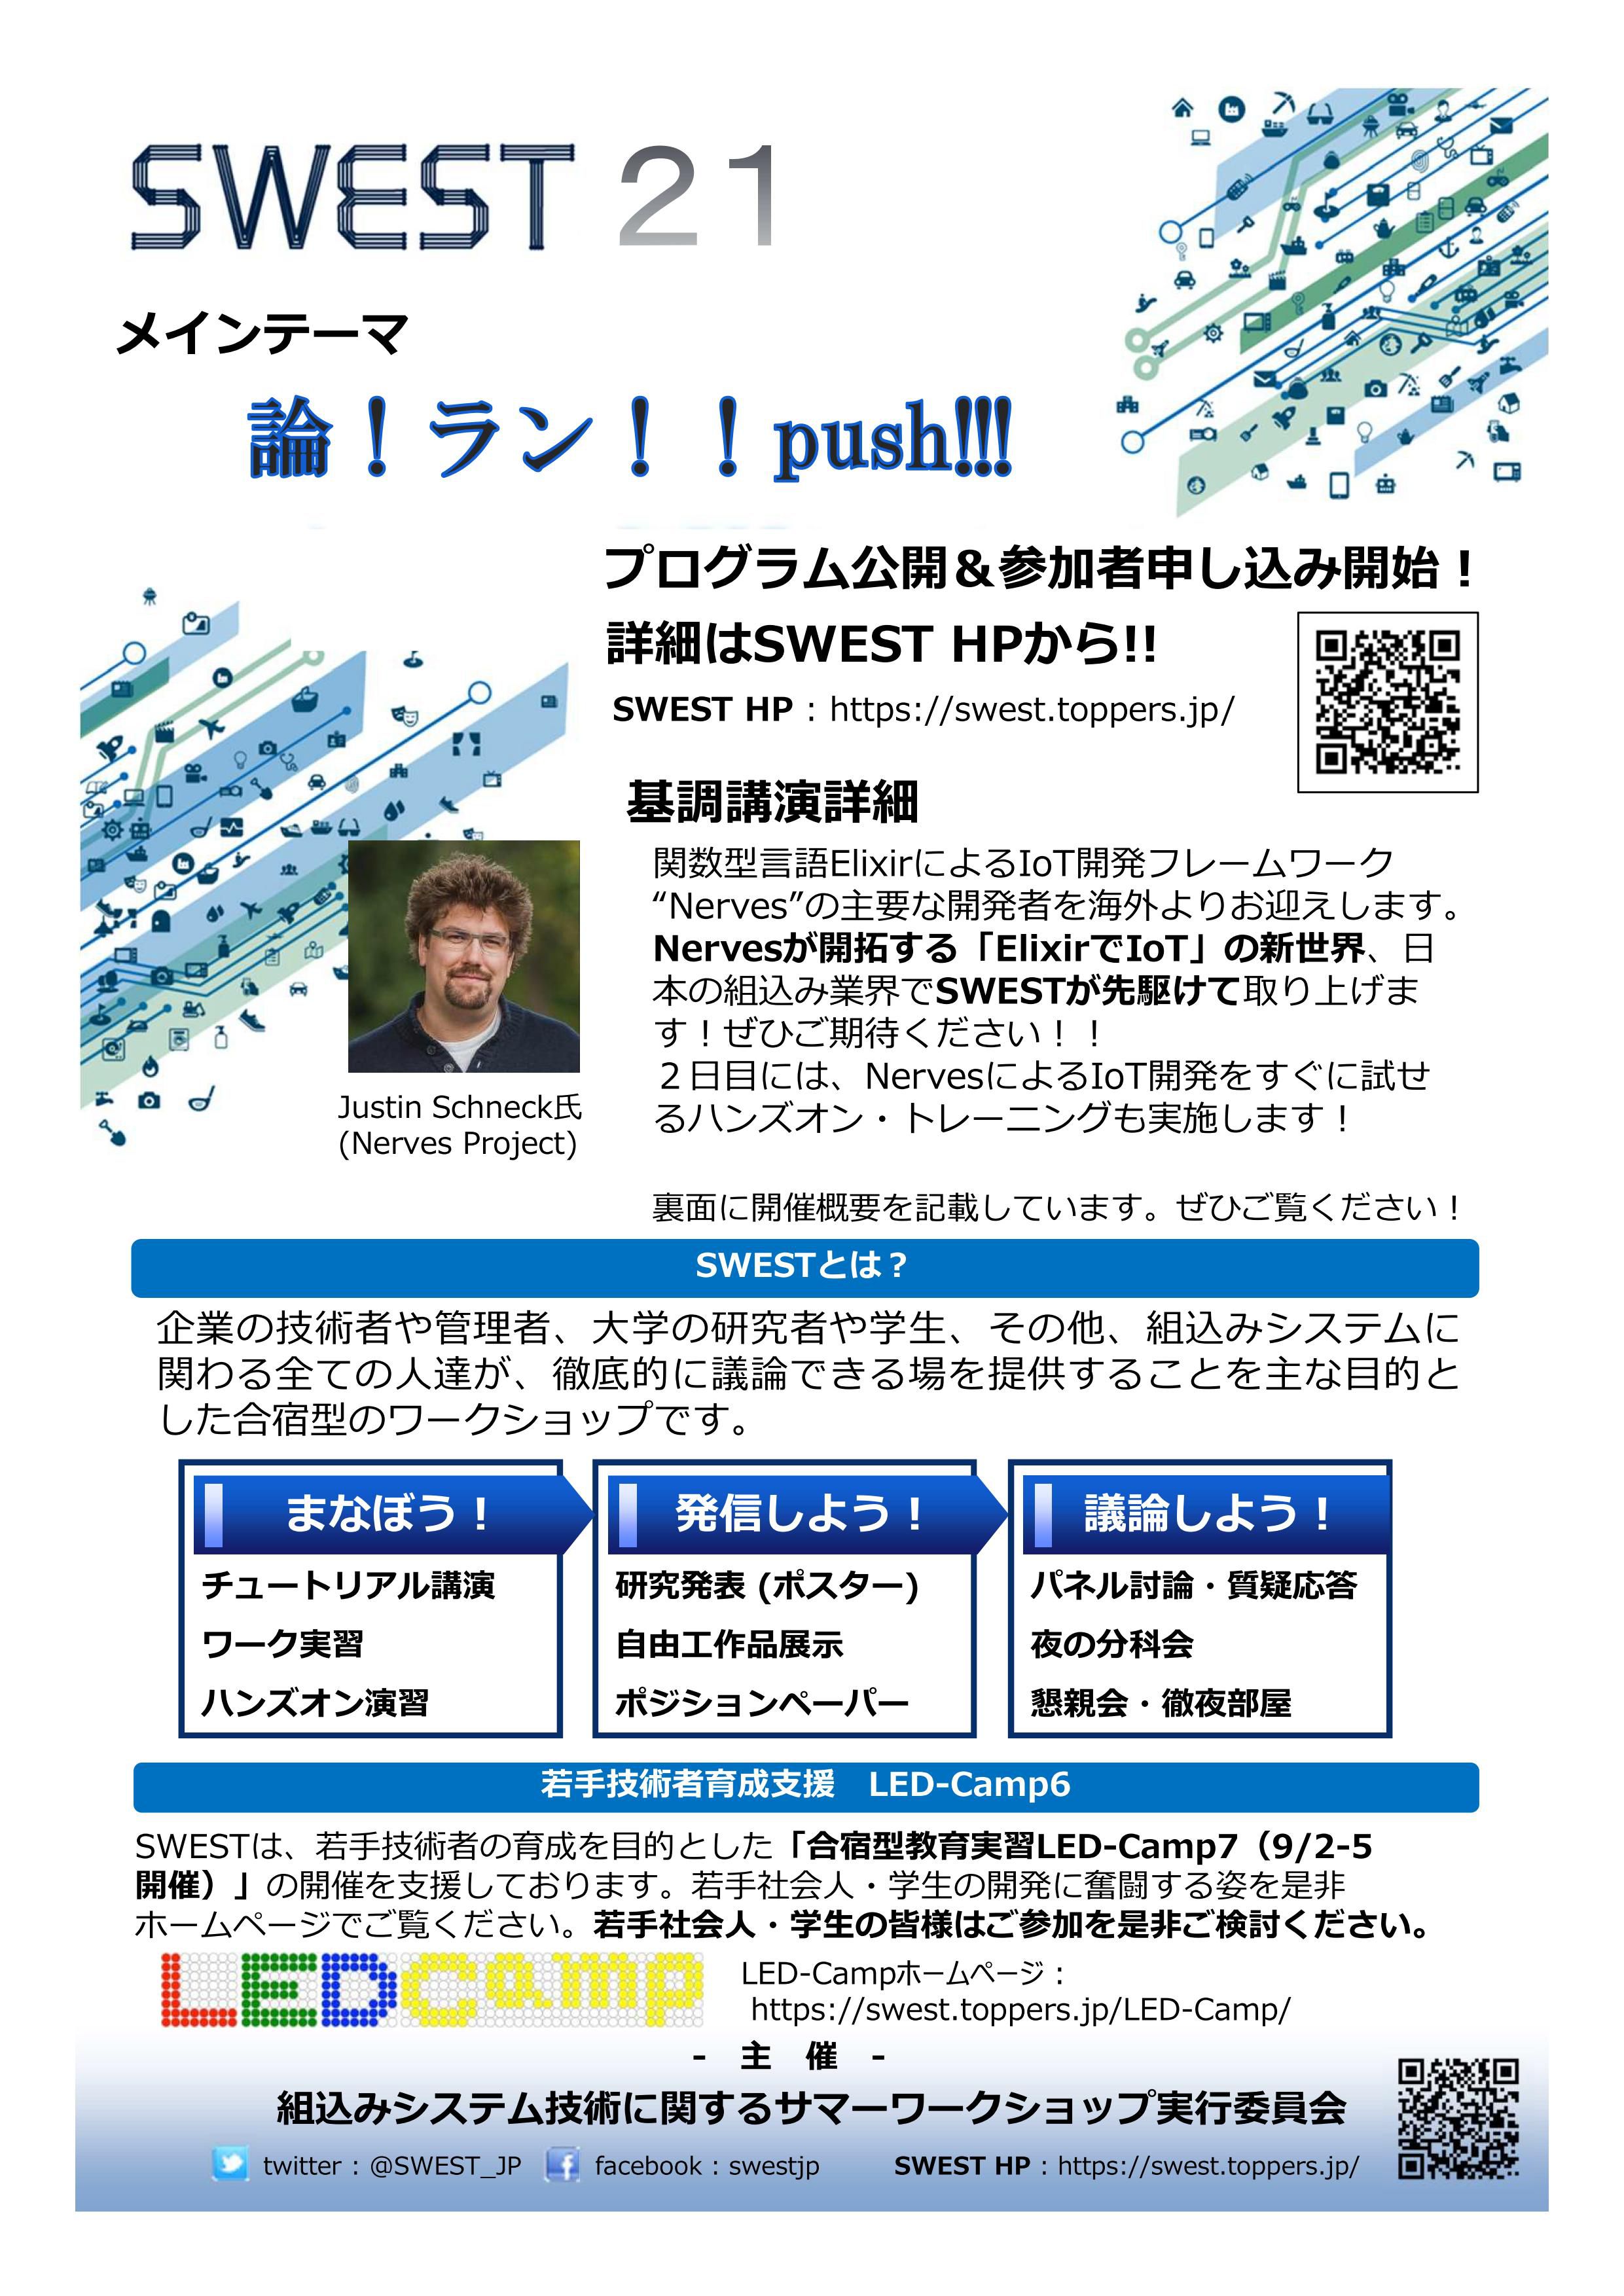 SWEST 21
メインテーマ
論！ラン！！push!!!
プログラム公開＆参加者申し込み開始！
詳細はSWEST HPから!!
SWEST HP：https://swest.toppers.jp/
基調講演詳細
関数型言語ElixirによるIoT開発フレームワーク
“Nerves”の主要な開発者を海外よりお迎えします。
Nervesが開拓する「ElixirでIoT」の新世界、日
本の組込み業界でSWESTが先駆けて取り上げま
す！ぜひご期待ください！！
２日目には、NervesによるIoT開発をすぐに試せ
るハンズオン・トレーニングも実施します！
Justin Schneck氏
(Nerves Project)
裏面に開催概要を記載しています。ぜひご覧ください！
SWESTとは？
企業の技術者や管理者、大学の研究者や学生、その他、組込みシステムに
関わる全ての人達が、徹底的に議論できる場を提供することを主な目的と
した合宿型のワークショップです。
まなぼう！
チュートリアル講演
ワーク実習
ハンズオン演習
発信しよう！
研究発表 (ポスター)
自由工作品展示
ポジションペーパー
議論しよう！
パネル討論・質疑応答
夜の分科会
懇親会・徹夜部屋
若手技術者育成支援　LED-Camp6
SWESTは、若手技術者の育成を目的とした「合宿型教育実習LED-Camp7（9/2-5
開催）」の開催を支援しております。若手社会人・学生の開発に奮闘する姿を是非
ホームページでご覧ください。若手社会人・学生の皆様はご参加を是非ご検討ください。
LEDCamp
LED-Campホームページ：
https://swest.toppers.jp/LED-Camp/
-　主　催　-
組込みシステム技術に関するサマーワークショップ実行委員会
twitter：@SWEST_JP　facebook：swestjp　SWEST HP：https://swest.toppers.jp/